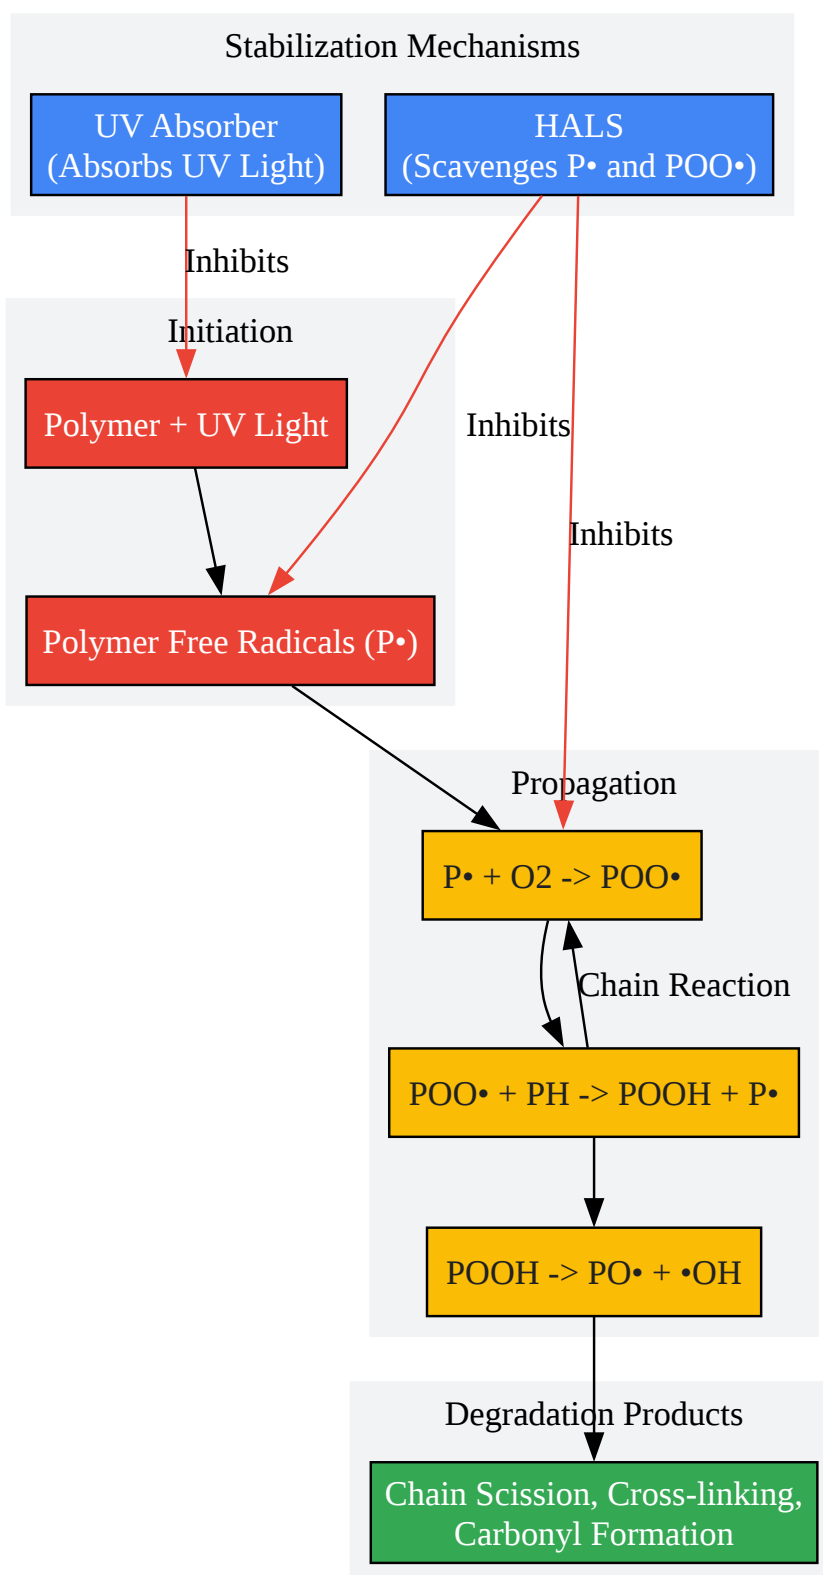 Stabilization Mechanisms
UV Absorber
(Absorbs UV Light)
HALS
(Scavenges P• and POO•)
Inhibits
Initiation
Polymer + UV Light
Inhibits
Inhibits
Polymer Free Radicals (P•)
Propagation
P• + O2 -> POO•
Chain Reaction
POO• + PH -> POOH + P•
POOH -> PO• + •OH
Degradation Products
Chain Scission, Cross-linking,
Carbonyl Formation